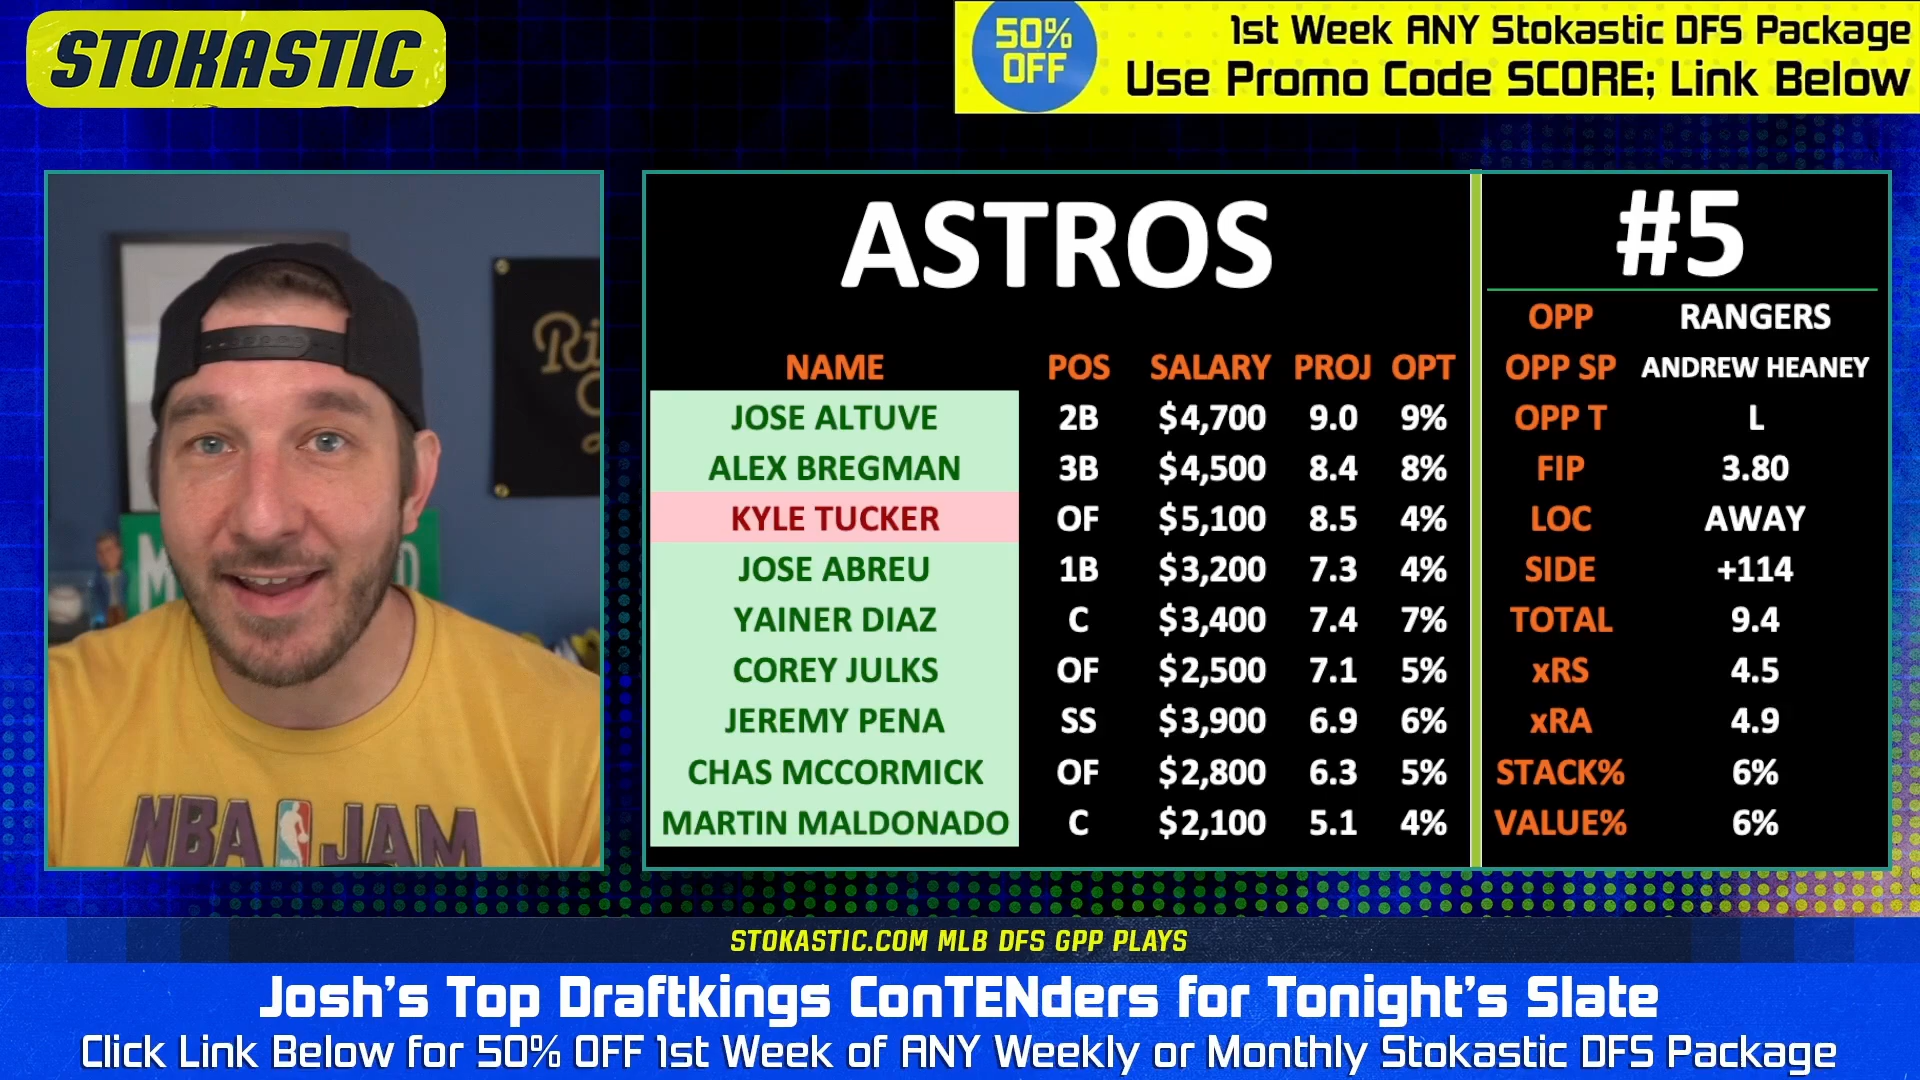 STOKASTIC
50%
OFF
1st Week ANY Stokastic DFS Package
Use Promo Code SCORE; Link Below
Ri
M
D
NBA JAM
NBA
ASTROS
NAME POS SALARY PROJ OPT
JOSE ALTUVE 2B $4,700 9.0 9%
ALEX BREGMAN 3B $4,500 8.4 8%
KYLE TUCKER OF $5,100 8.5 4%
JOSE ABREU 1B $3,200 7.3 4%
YAINER DIAZ C $3,400 7.4 7%
COREY JULKS OF $2,500 7.1 5%
JEREMY PENA SS $3,900 6.9 6%
CHAS MCCORMICK OF $2,800 6.3 5%
MARTIN MALDONADO C $2,100 5.1 4%
#5
OPP RANGERS
OPP SP ANDREW HEANEY
OPP T L
FIP 3.80
LOC AWAY
SIDE +114
TOTAL 9.4
xRS 4.5
xRA 4.9
STACK% 6%
VALUE% 6%
STOKASTIC.COM MLB DFS GPP PLAYS
Josh's Top Draftkings ConTENders for Tonight's Slate
Click Link Below for 50% OFF 1st Week of ANY Weekly or Monthly Stokastic DFS Package